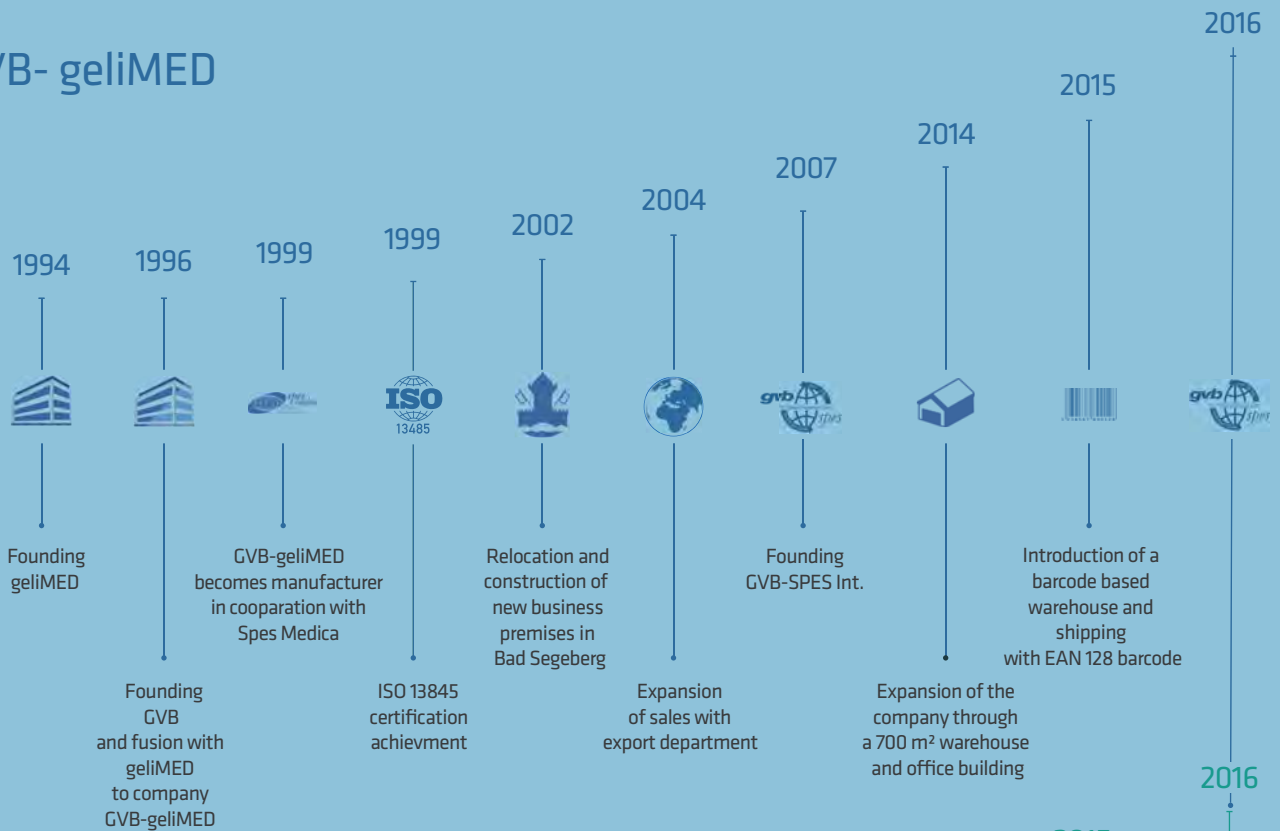 VB- geliMED
1994
1996
1999
1999
2002
2004
2007
2014
2015
2016
ISO
13485
gvb
spes
gvb
spes
Founding
geliMED
Founding
GVB
and fusion with
geliMED
to company
GVB-geliMED
GVB-geliMED
becomes manufacturer
in cooparation with
Spes Medica
ISO 13845
certification
achievment
Relocation and
construction of
new business
premises in
Bad Segeberg
Expansion
of sales with
export department
Founding
GVB-SPES Int.
Expansion of the
company through
a 700 m² warehouse
and office building
Introduction of a
barcode based
warehouse and
shipping
with EAN 128 barcode
2016